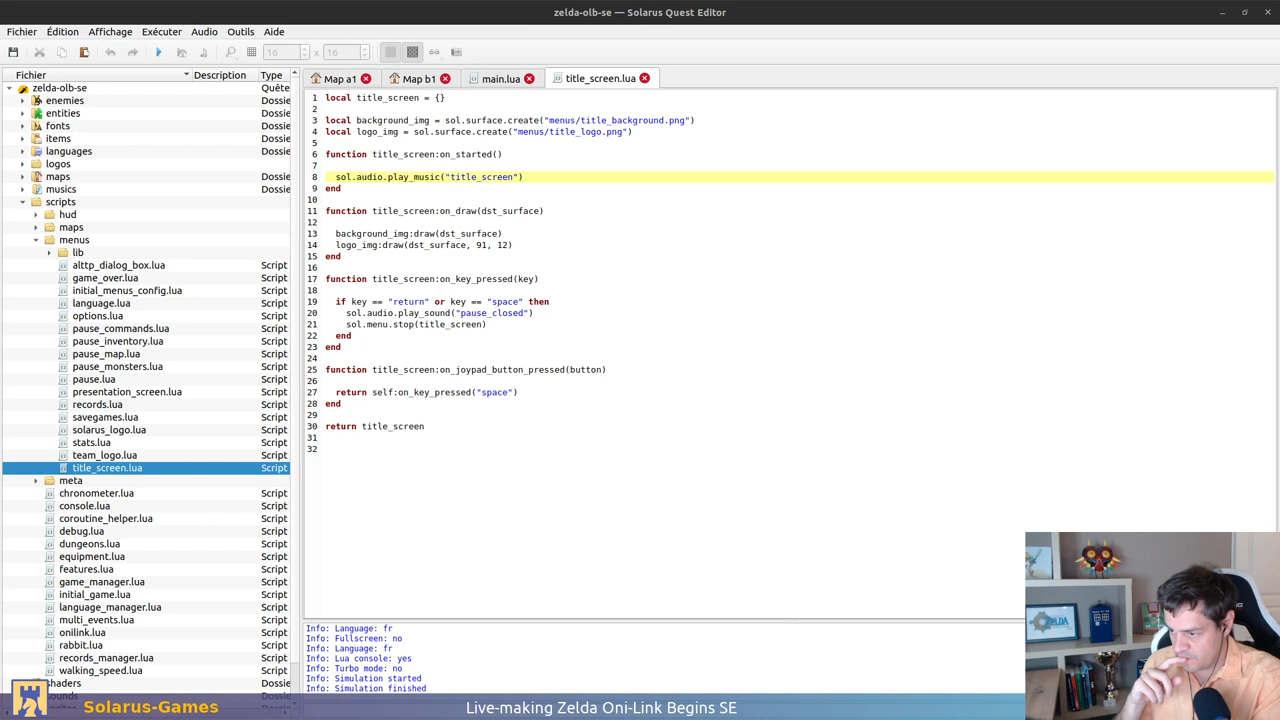 zelda-olb-se — Solarus Quest Editor
Fichier Édition Affichage Exécuter Audio Outils Aide
16 x 16
Fichier Description Type
zelda-olb-se Quête
enemies Dossie
entities Dossie
fonts Dossie
items Dossie
languages Dossie
logos Dossie
maps Dossie
musics Dossie
scripts Dossie
hud Dossie
maps Dossie
menus Dossie
lib Dossie
alttp_dialog_box.lua Script
game_over.lua Script
initial_menus_config.lua Script
language.lua Script
options.lua Script
pause_commands.lua Script
pause_inventory.lua Script
pause_map.lua Script
pause_monsters.lua Script
pause.lua Script
presentation_screen.lua Script
records.lua Script
savegames.lua Script
solarus_logo.lua Script
stats.lua Script
team_logo.lua Script
title_screen.lua Script
meta Dossie
chronometer.lua Script
console.lua Script
coroutine_helper.lua Script
debug.lua Script
dungeons.lua Script
equipment.lua Script
features.lua Script
game_manager.lua Script
initial_game.lua Script
language_manager.lua Script
multi_events.lua Script
onilink.lua Script
rabbit.lua Script
records_manager.lua Script
walking_speed.lua Script
shaders Dossie
Map a1 Map b1 main.lua title_screen.lua
1 local title_screen = {}
2
3 local background_img = sol.surface.create("menus/title_background.png")
4 local logo_img = sol.surface.create("menus/title_logo.png")
5
6 function title_screen:on_started()
7
8 sol.audio.play_music("title_screen")
9 end
10
11 function title_screen:on_draw(dst_surface)
12
13 background_img:draw(dst_surface)
14 logo_img:draw(dst_surface, 91, 12)
15 end
16
17 function title_screen:on_key_pressed(key)
18
19 if key == "return" or key == "space" then
20 sol.audio.play_sound("pause_closed")
21 sol.menu.stop(title_screen)
22 end
23 end
24
25 function title_screen:on_joypad_button_pressed(button)
26
27 return self:on_key_pressed("space")
28 end
29
30 return title_screen
31
32
Info: Language: fr
Info: Fullscreen: no
Info: Language: fr
Info: Lua console: yes
Info: Turbo mode: no
Info: Simulation started
Info: Simulation finished
Solarus-Games
Live-making Zelda Oni-Link Begins SE